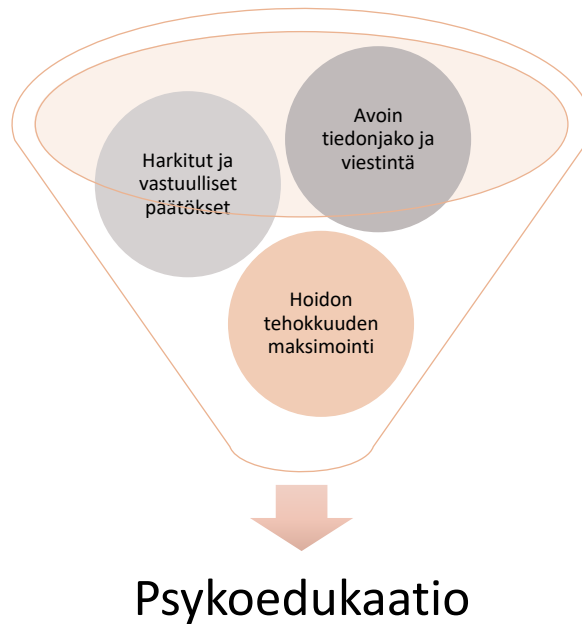 Avoin
tiedonjako ja
viestintä
Harkitut ja
vastuulliset
päätökset
Hoidon
tehokkuuden
maksimointi
Psykoedukaatio